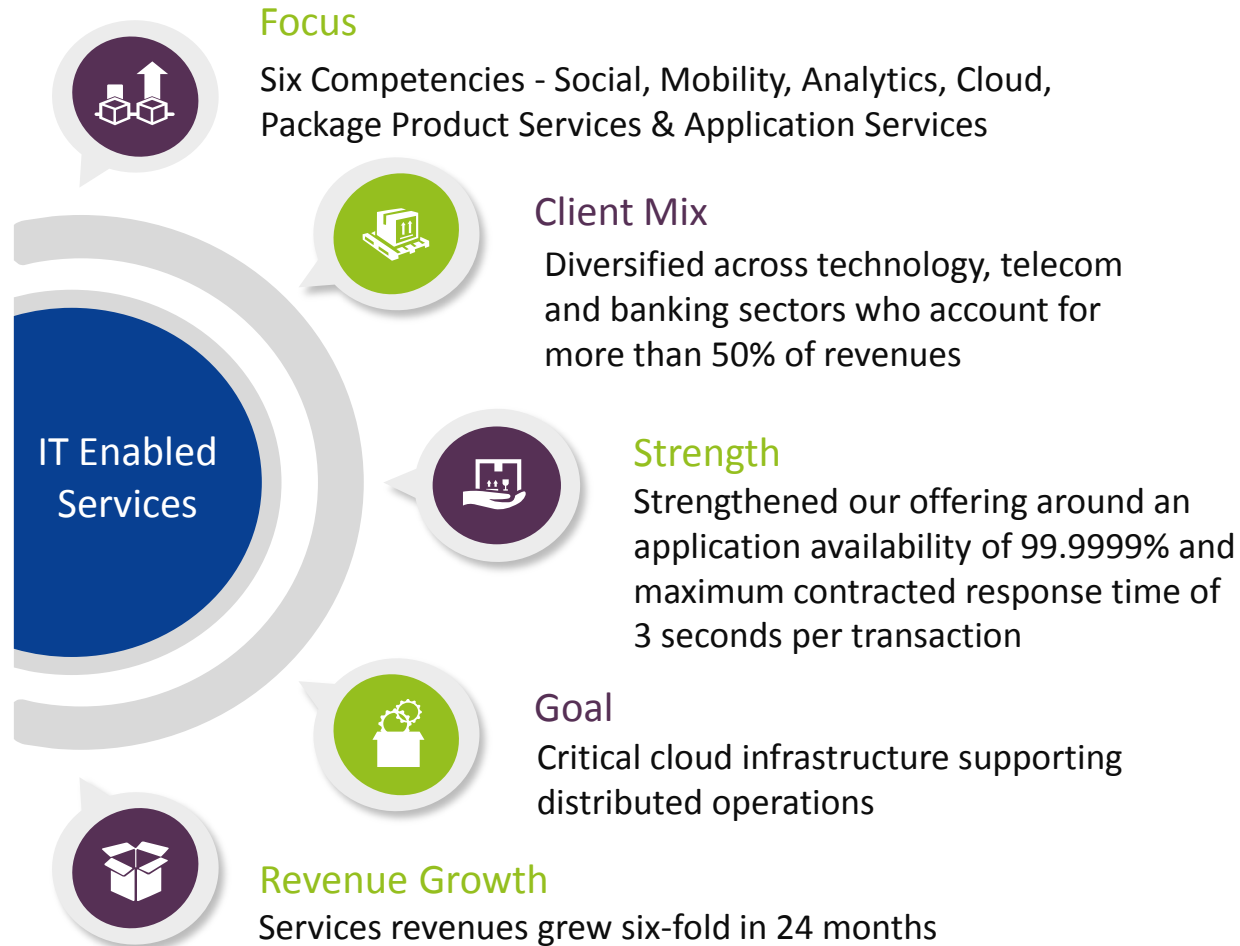 Focus
Six Competencies - Social, Mobility, Analytics, Cloud,
Package Product Services & Application Services
Client Mix
Diversified across technology, telecom
and banking sectors who account for
more than 50% of revenues
IT Enabled
Services
Strength
Strengthened our offering around an
application availability of 99.9999% and
maximum contracted response time of
3 seconds per transaction
Goal
Critical cloud infrastructure supporting
distributed operations
Revenue Growth
Services revenues grew six-fold in 24 months